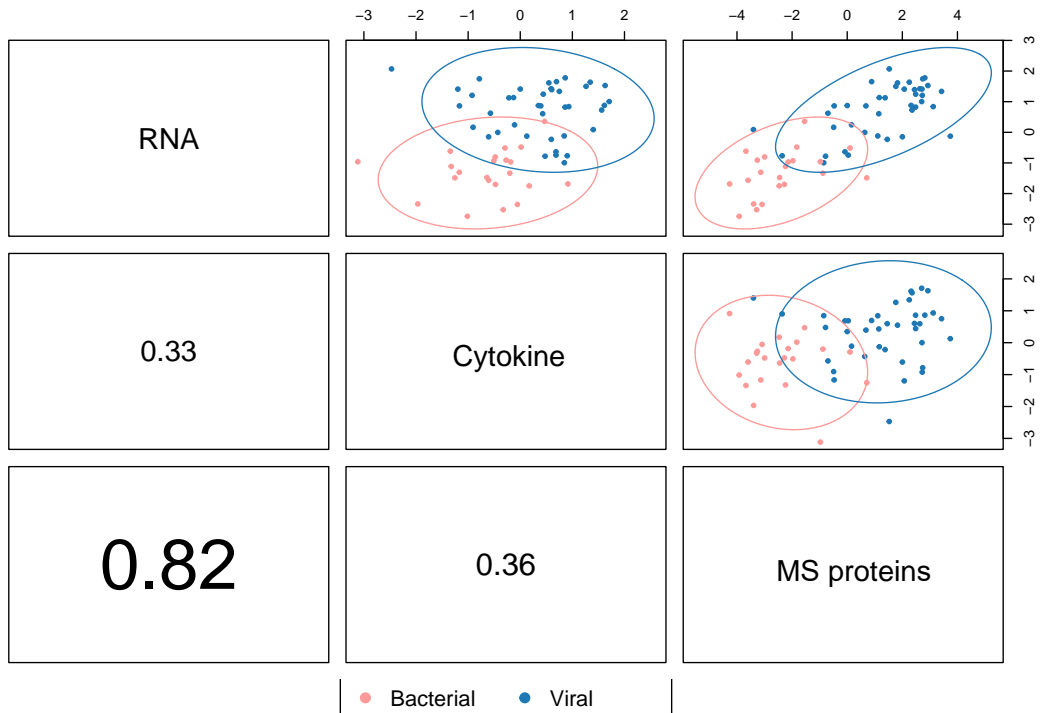 −3 −2 −1 0 1 2
−4 −2 0 2 4
RNA
−3 −2 −1 0 1 2 3
0.33
Cytokine
−3 −2 −1 0 1 2
0.82
0.36
MS proteins
Bacterial Viral